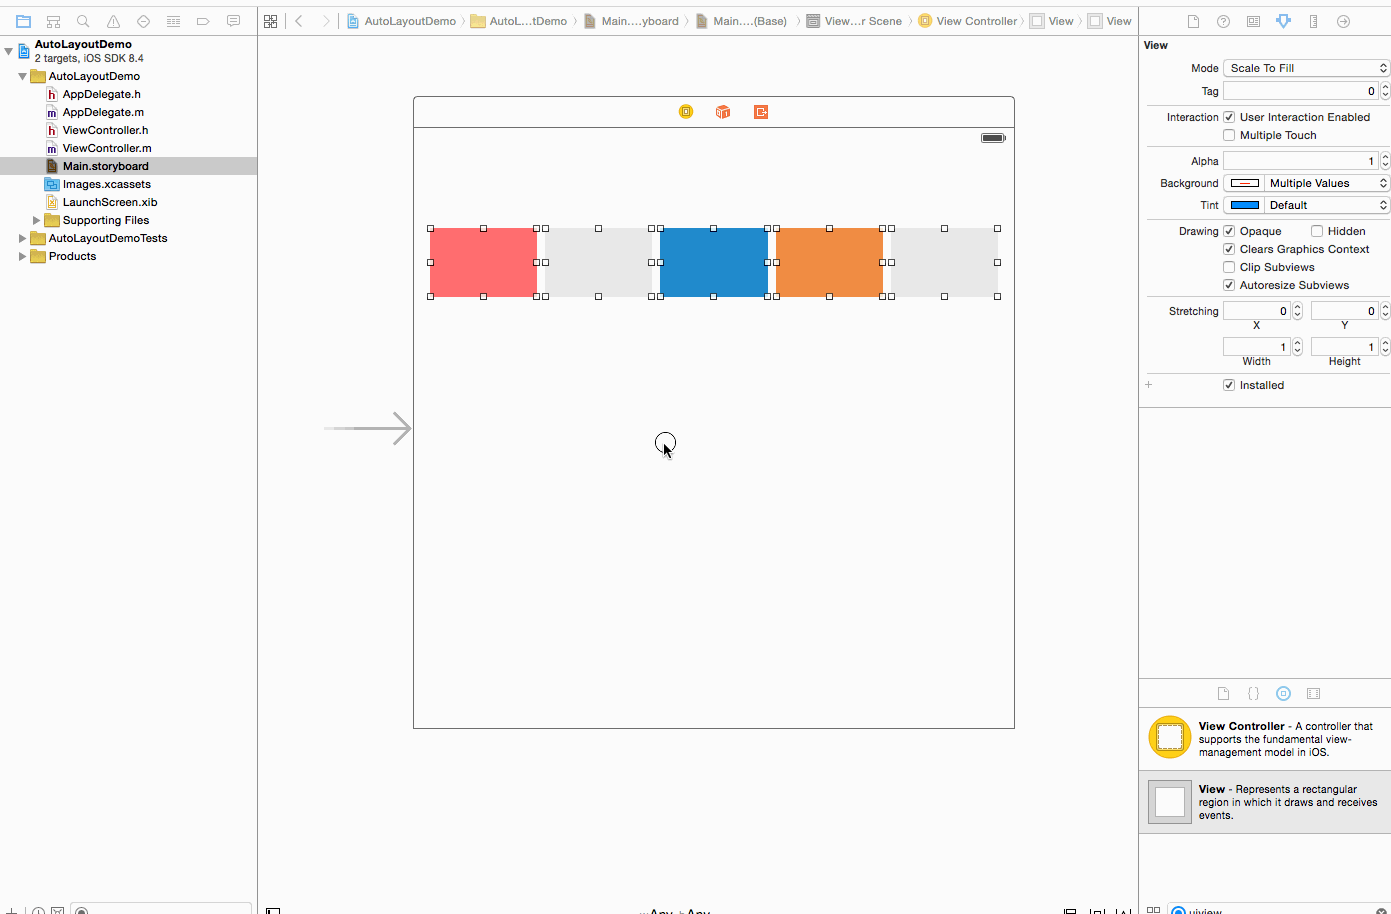 AutoLayoutDemo
AutoL...tDemo
Main....yboard
Main....(Base)
View...r Scene
View Controller
View
View
AutoLayoutDemo
2 targets, iOS SDK 8.4
AutoLayoutDemo
AppDelegate.h
AppDelegate.m
ViewController.h
ViewController.m
Main.storyboard
Images.xcassets
LaunchScreen.xib
Supporting Files
AutoLayoutDemoTests
Products
View
Mode Scale To Fill
Tag 0
Interaction User Interaction Enabled
Multiple Touch
Alpha 1
Background Multiple Values
Tint Default
Drawing Opaque Hidden
Clears Graphics Context
Clip Subviews
Autoresize Subviews
Stretching 0 0
X Y
1 1
Width Height
Installed
View Controller - A controller that
supports the fundamental view-
management model in iOS.
View - Represents a rectangular
region in which it draws and receives
events.
wAny hAny
uiview